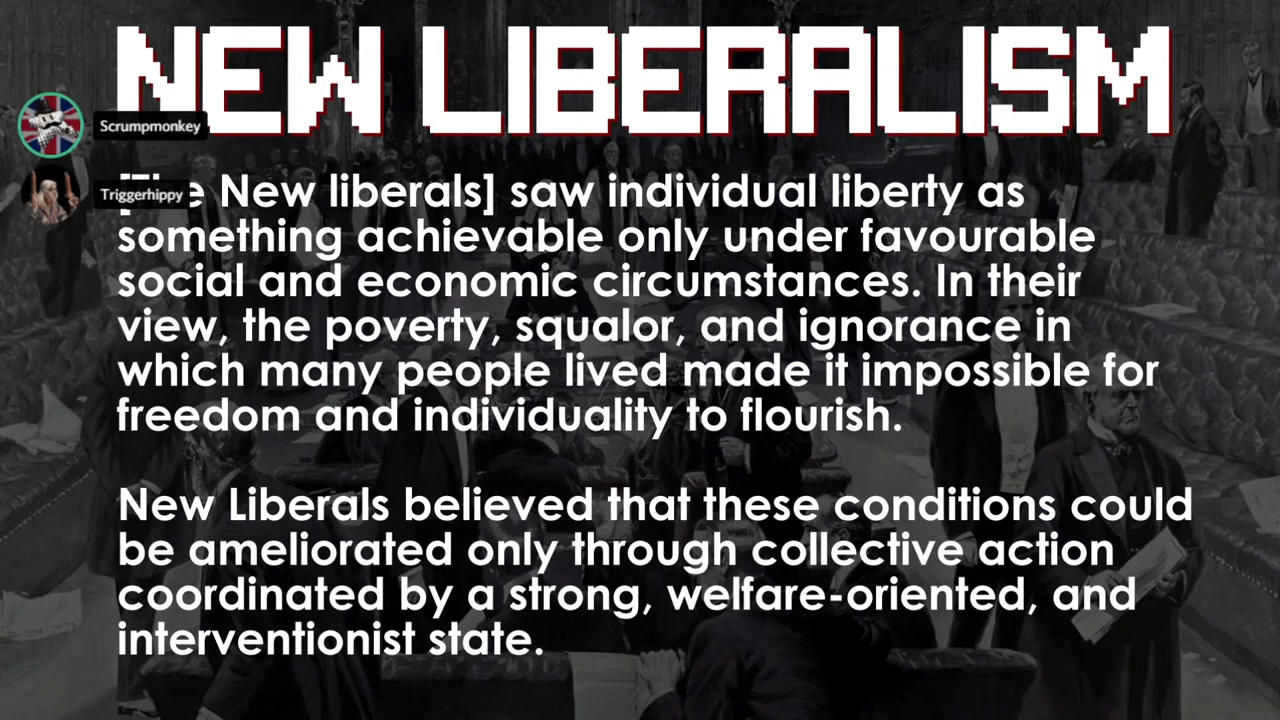 NEW LIBERALISM
Scrumpmonkey
Triggerhippy
New liberals] saw individual liberty as
something achievable only under favourable
social and economic circumstances. In their
view, the poverty, squalor, and ignorance in
which many people lived made it impossible for
freedom and individuality to flourish.
New Liberals believed that these conditions could
be ameliorated only through collective action
coordinated by a strong, welfare-oriented, and
interventionist state.